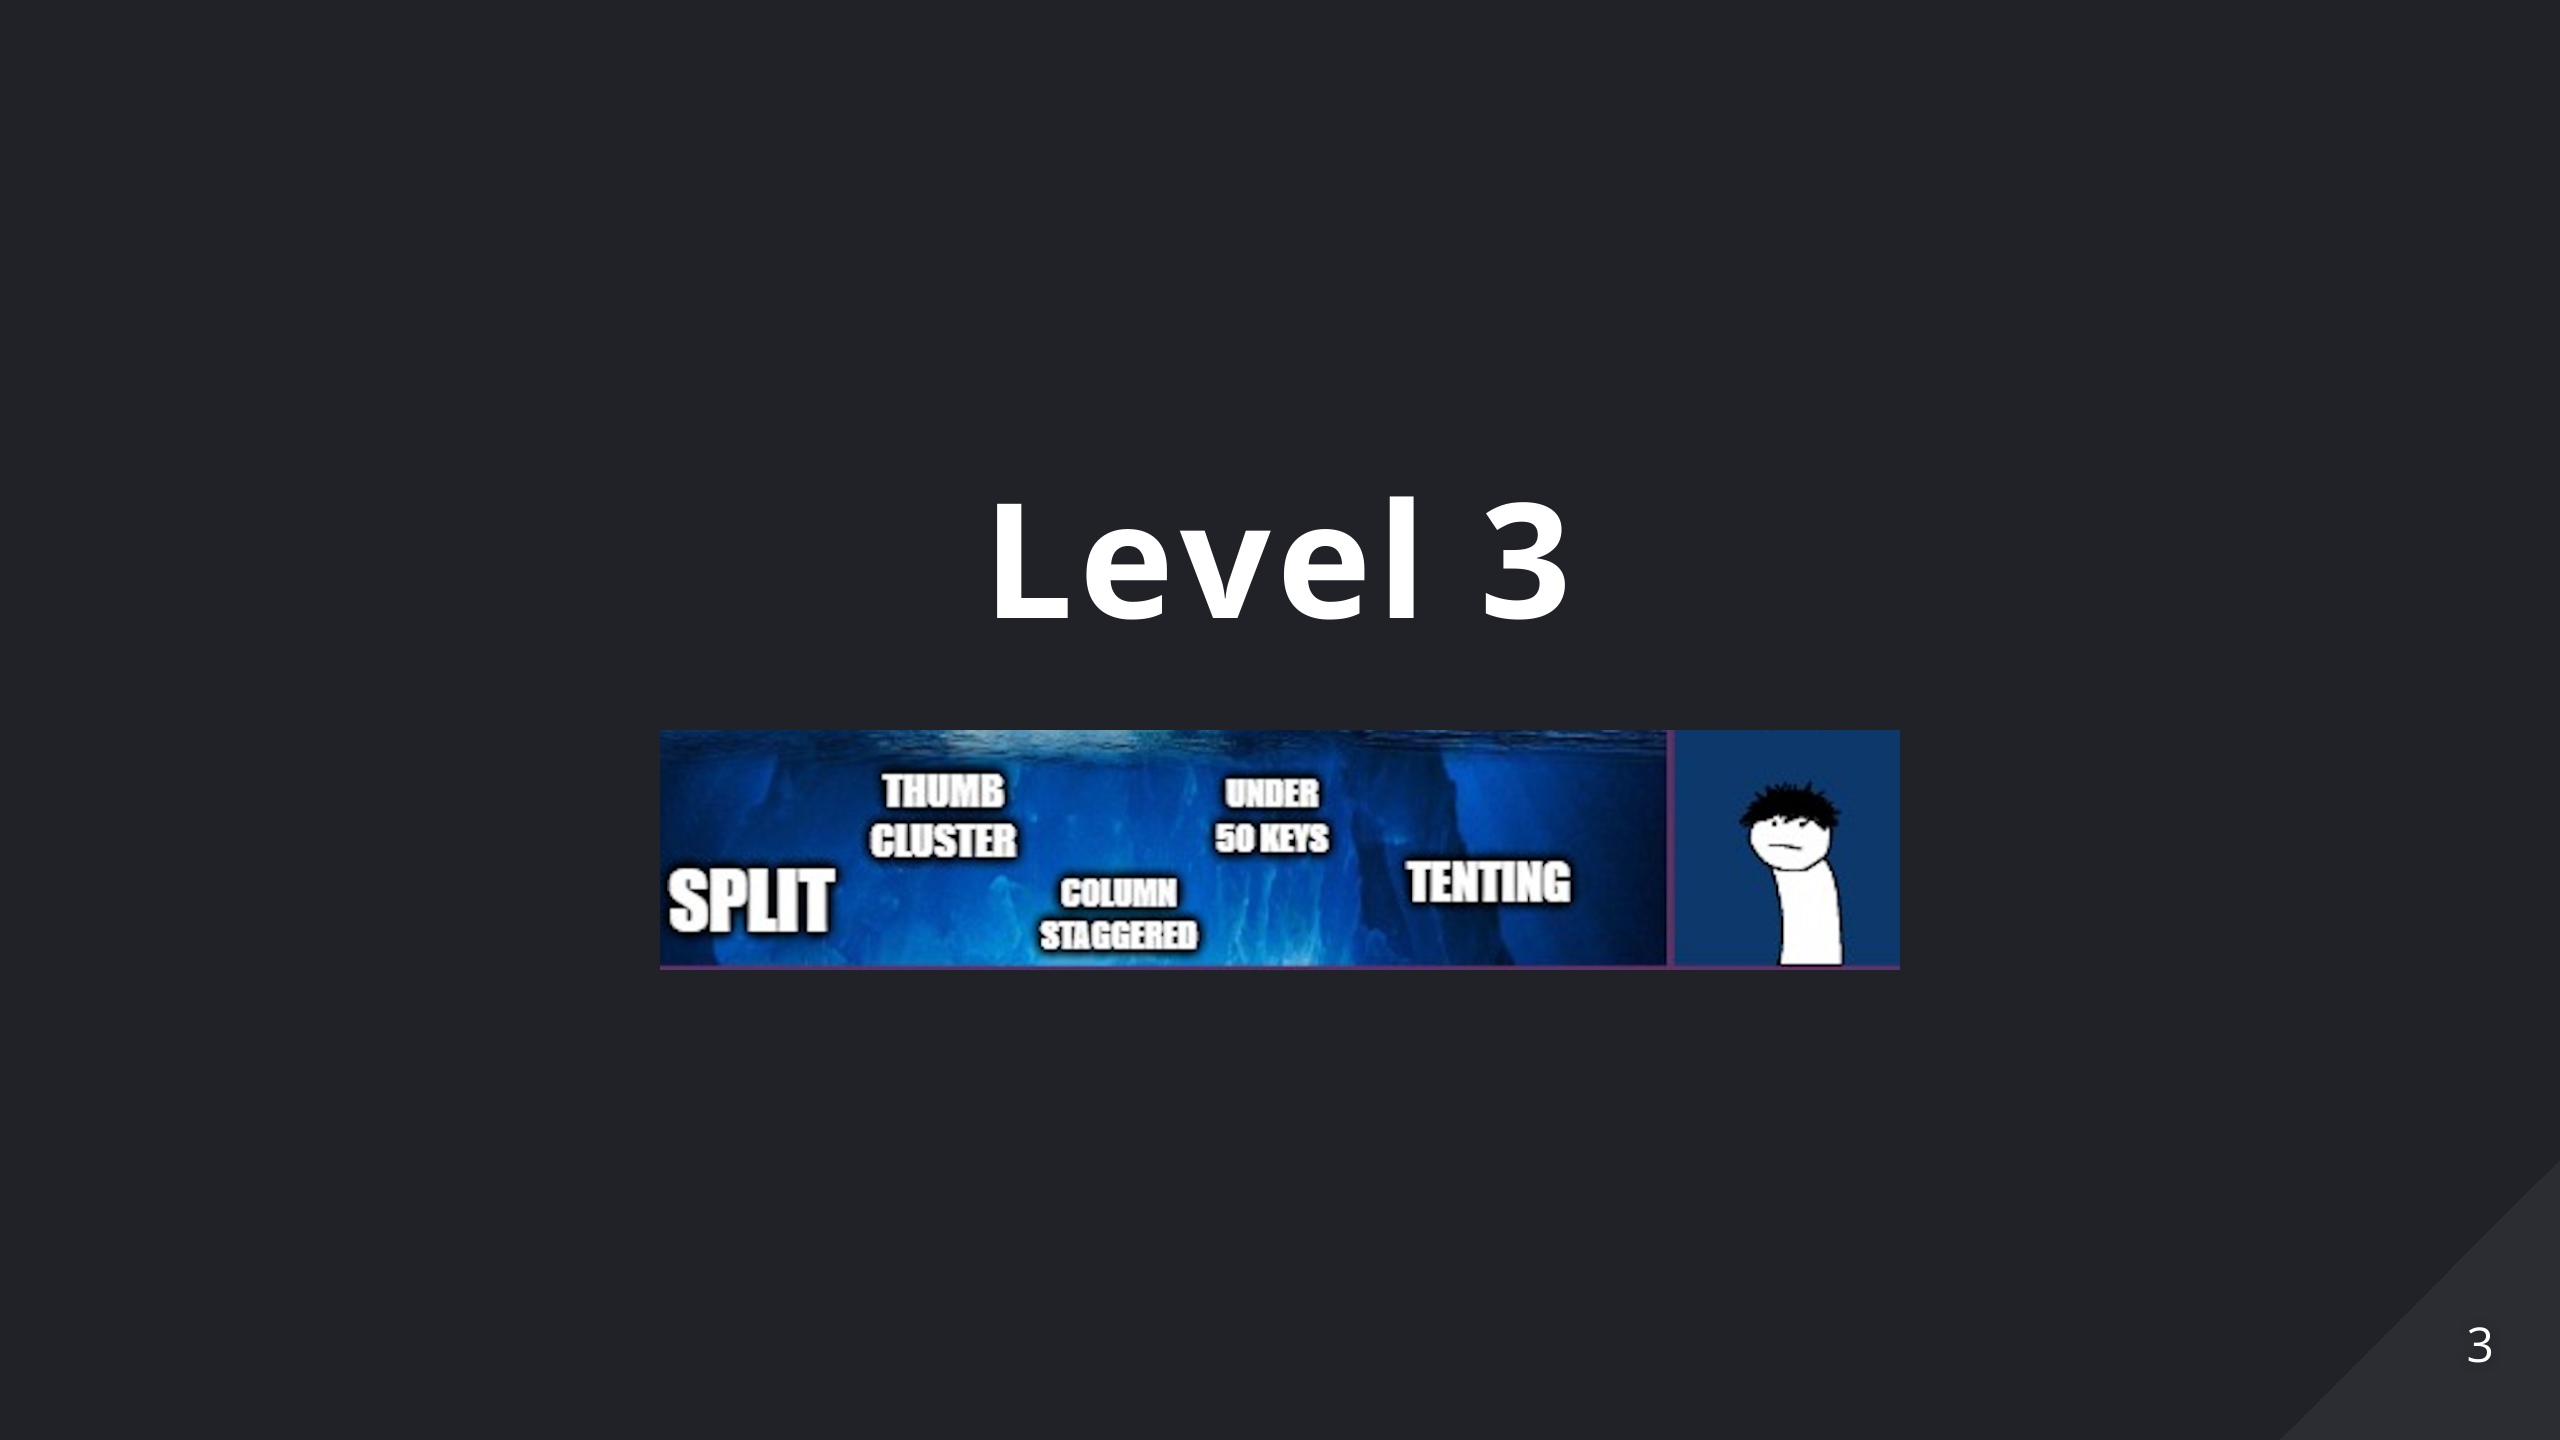 Level 3
THUMB
CLUSTER
UNDER
50 KEYS
SPLIT
COLUMN
STAGGERED
TENTING
3